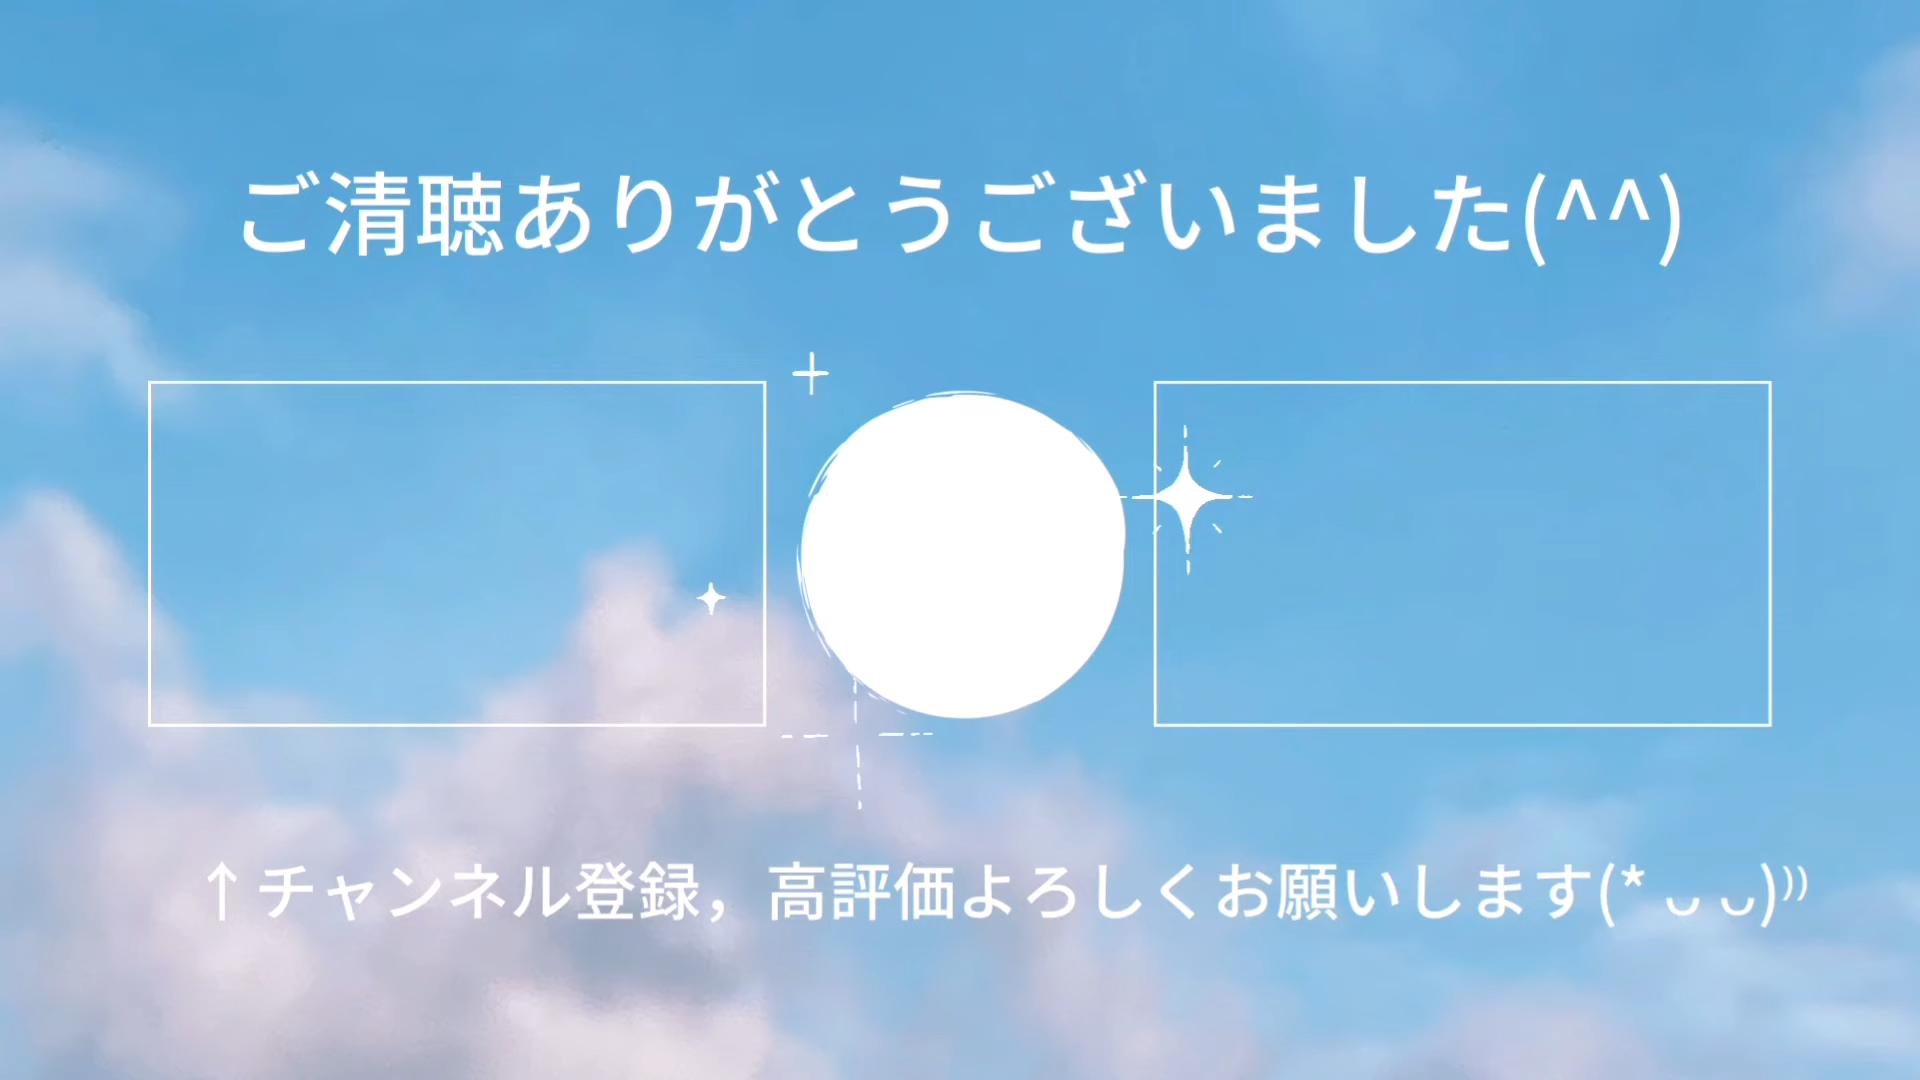 ご清聴ありがとうございました(^^)
↑チャンネル登録，高評価よろしくお願いします(* ᴗ ᴗ)⁾⁾